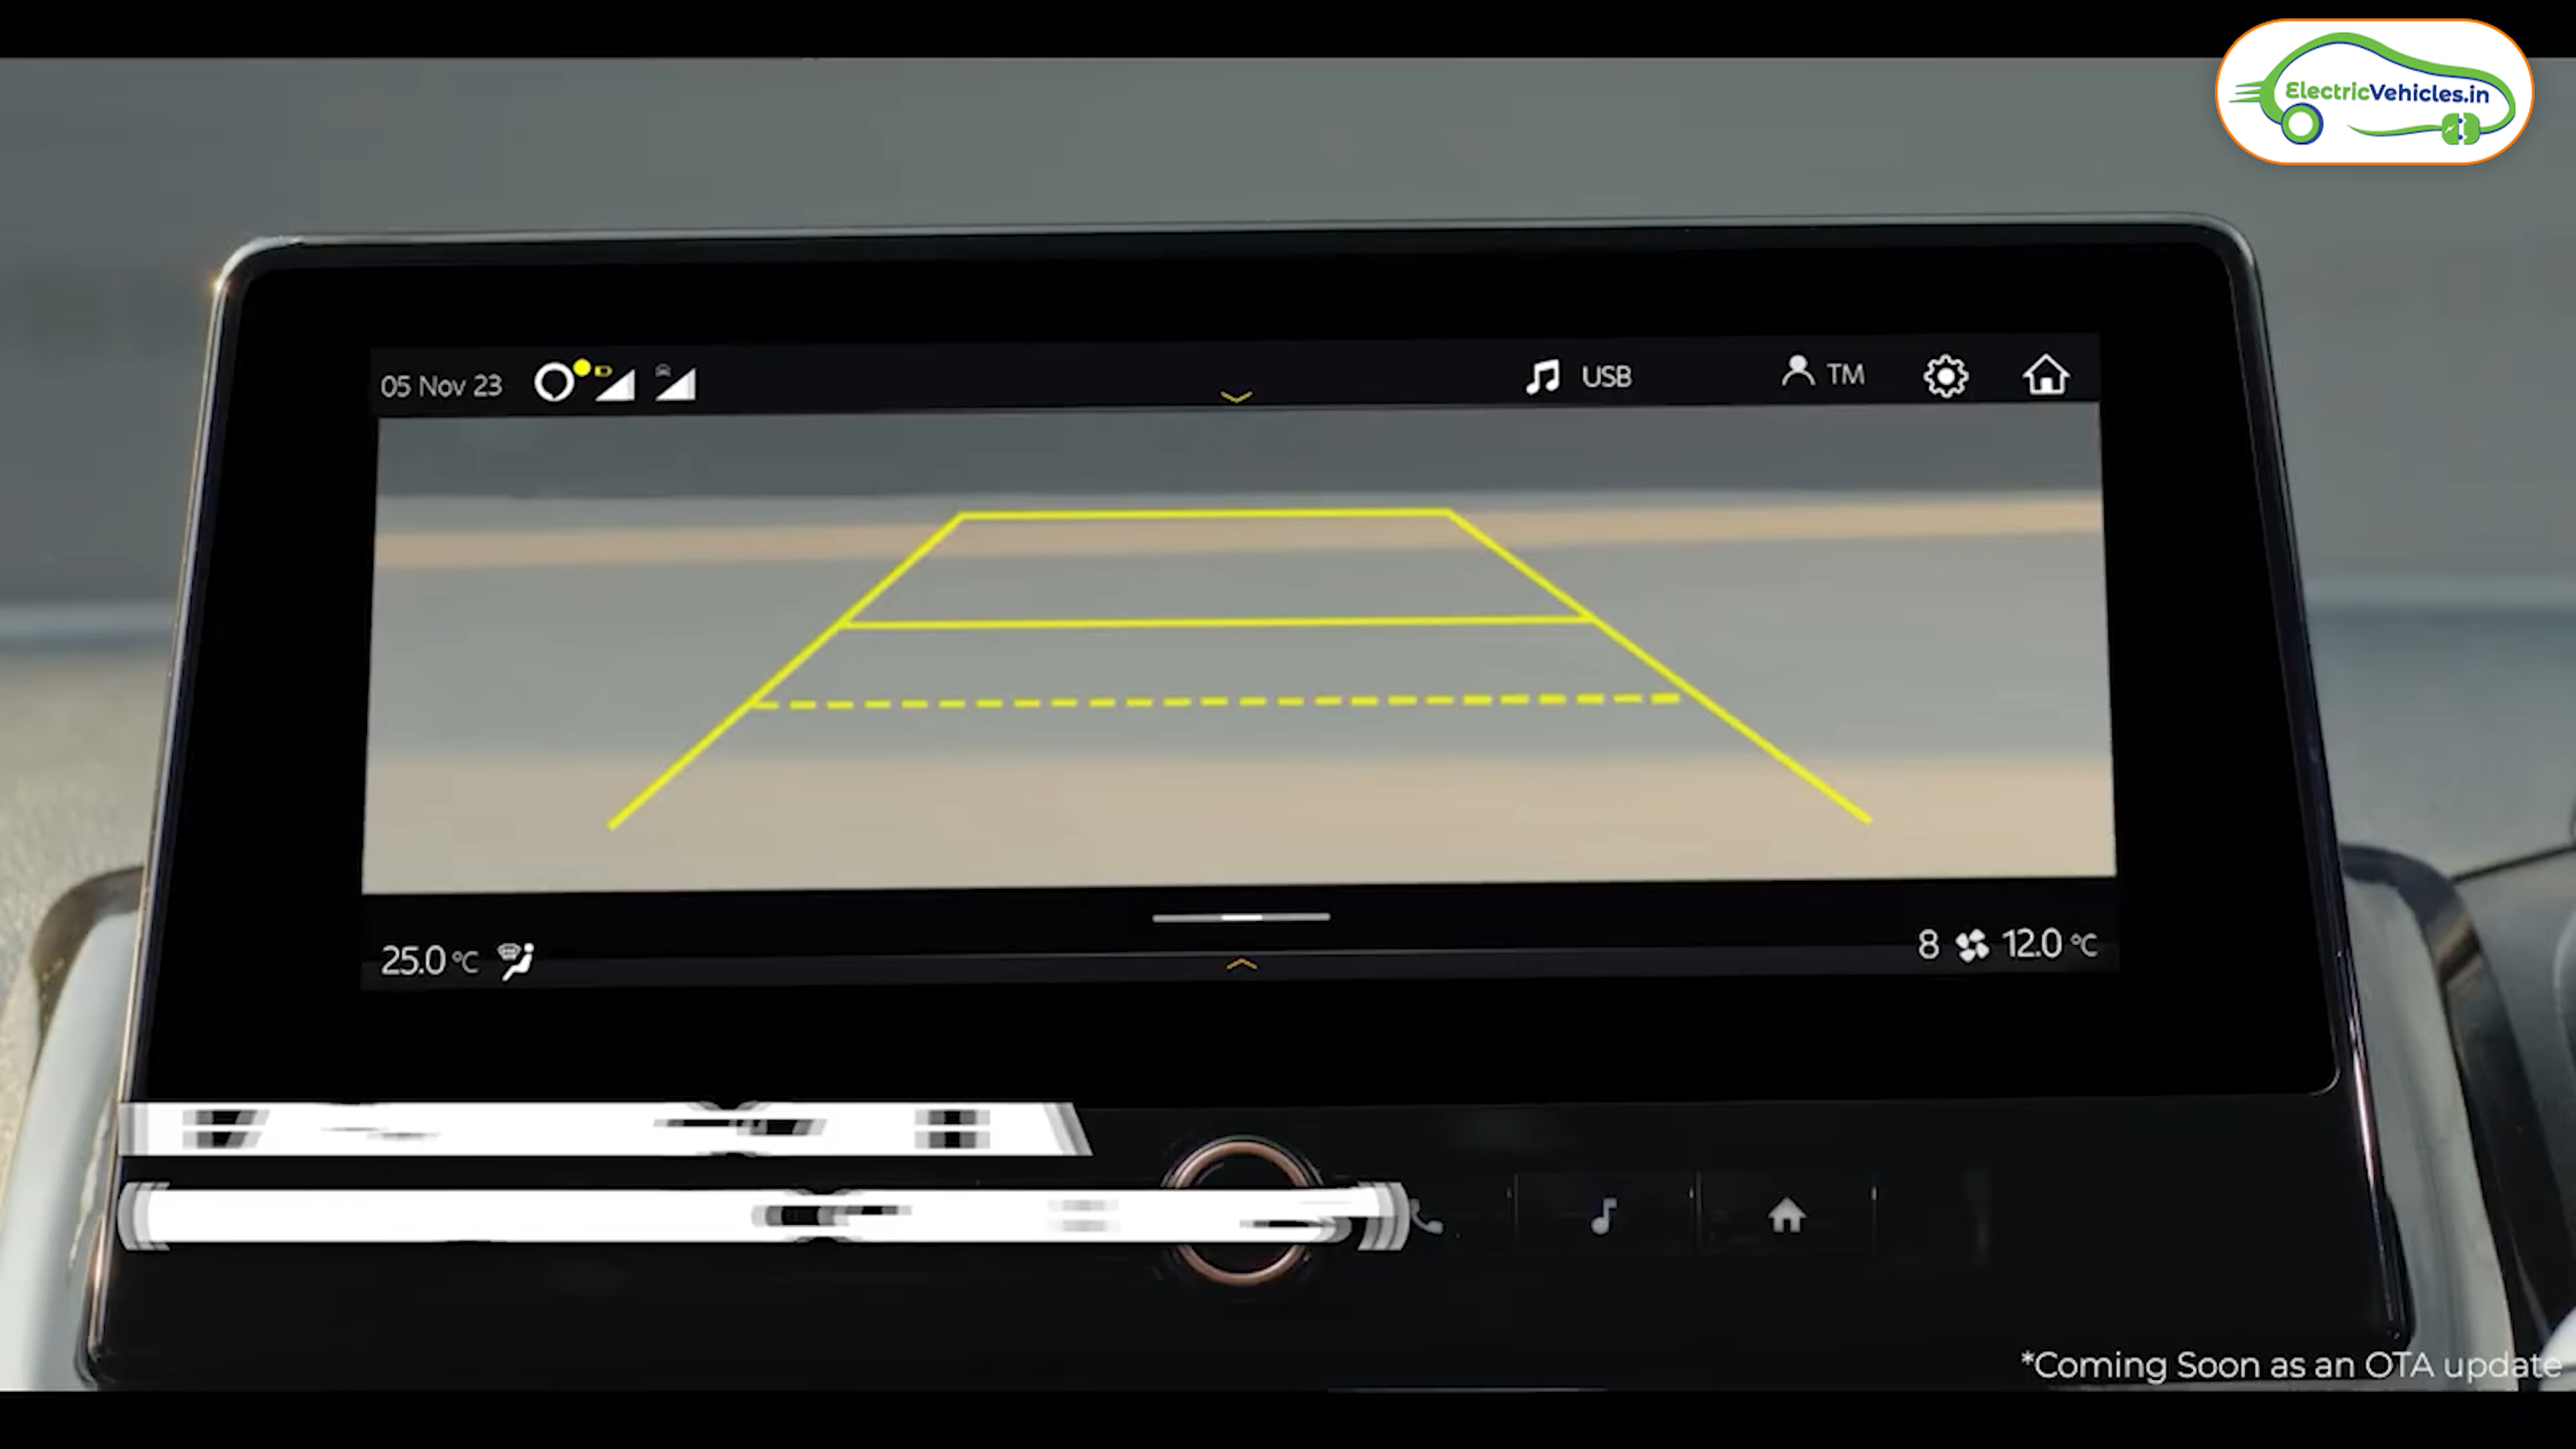 ElectricVehicles.in
05 Nov 23
USB
TM
25.0 °C
8
12.0 °C
*Coming Soon as an OTA update